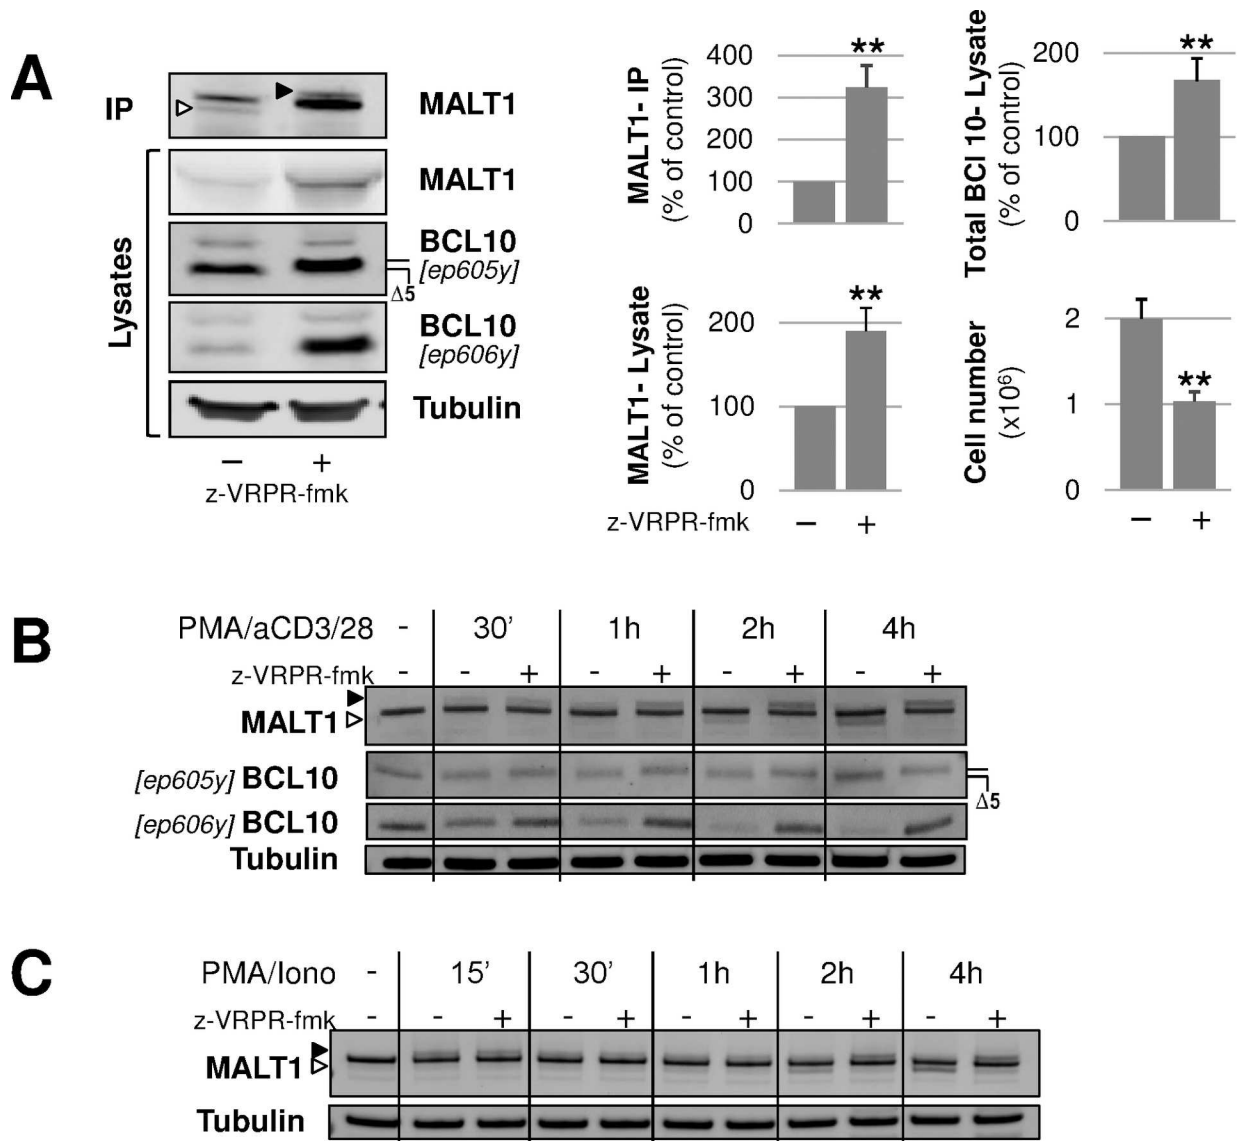 A
IP
MALT1
Lysates
MALT1
BCL10
[ep605y]
Δ5
BCL10
[ep606y]
Tubulin
− +
z-VRPR-fmk
MALT1- IP
(% of control)
400
300
200
100
0
**
Total BCl 10- Lysate
(% of control)
200
100
0
**
MALT1- Lysate
(% of control)
200
100
0
**
z-VRPR-fmk − +
Cell number
(x10⁶)
2
1
0
**
− +
B
PMA/aCD3/28 - 30' 1h 2h 4h
z-VRPR-fmk - - + - + - + - +
MALT1
[ep605y] BCL10
Δ5
[ep606y] BCL10
Tubulin
C
PMA/Iono - 15' 30' 1h 2h 4h
z-VRPR-fmk - - + - + - + - + - +
MALT1
Tubulin